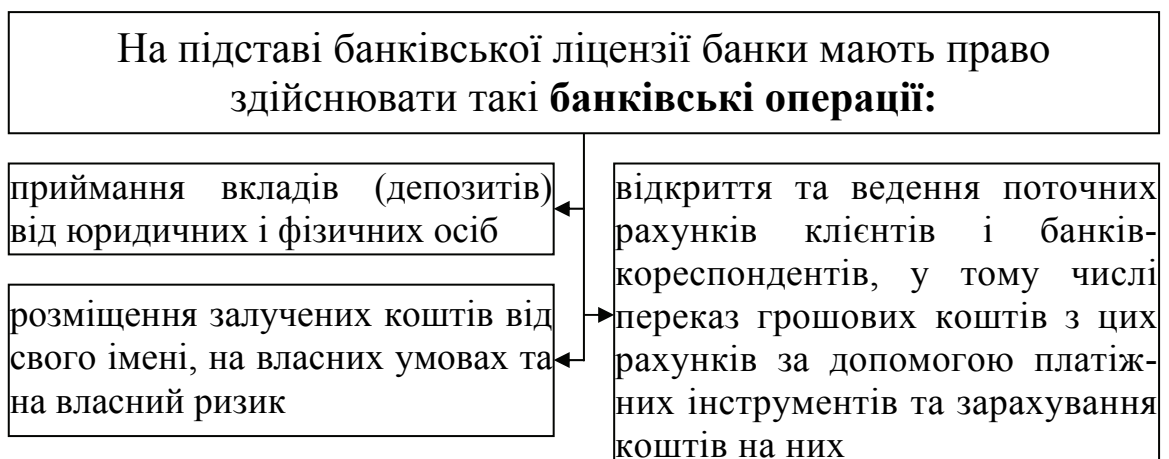 На підставі банківської ліцензії банки мають право
здійснювати такі банківські операції:
приймання вкладів (депозитів)
від юридичних і фізичних осіб
розміщення залучених коштів від
свого імені, на власних умовах та
на власний ризик
відкриття та ведення поточних
рахунків клієнтів і банків-
кореспондентів, у тому числі
переказ грошових коштів з цих
рахунків за допомогою платіж-
них інструментів та зарахування
коштів на них